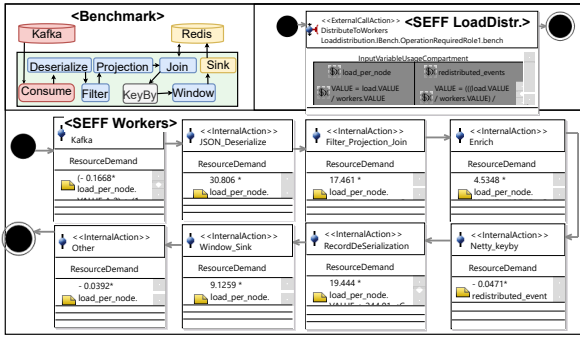 <Benchmark>
Kafka
Redis
Deserialize
Projection
Join
Sink
Consume
Filter
KeyBy
Window
<<ExternalCallAction>>
<SEFF LoadDistr.>
DistributeToWorkers
Loaddistribution.IBench.OperationRequiredRole1.bench
InputVariableUsageCompartment
load_per_node
redistributed_events
VALUE = load.VALUE
/ workers.VALUE
VALUE = (((load.VALUE
/ workers.VALUE) /
<SEFF Workers>
Kafka
ResourceDemand
(- 0.1668*
load_per_node.
<<InternalAction>>
JSON_Deserialize
ResourceDemand
30.806 *
load_per_node.
<<InternalAction>>
Filter_Projection_Join
ResourceDemand
17.461 *
load_per_node.
<<InternalAction>>
Enrich
ResourceDemand
4.5348 *
load_per_node.
<<InternalAction>>
Other
ResourceDemand
- 0.0392*
load_per_node.
<<InternalAction>>
Window_Sink
ResourceDemand
9.1259 *
load_per_node.
<<InternalAction>>
RecordDeSerialization
ResourceDemand
19.444 *
load_per_node.
<<InternalAction>>
Netty_keyby
ResourceDemand
- 0.0471*
redistributed_event